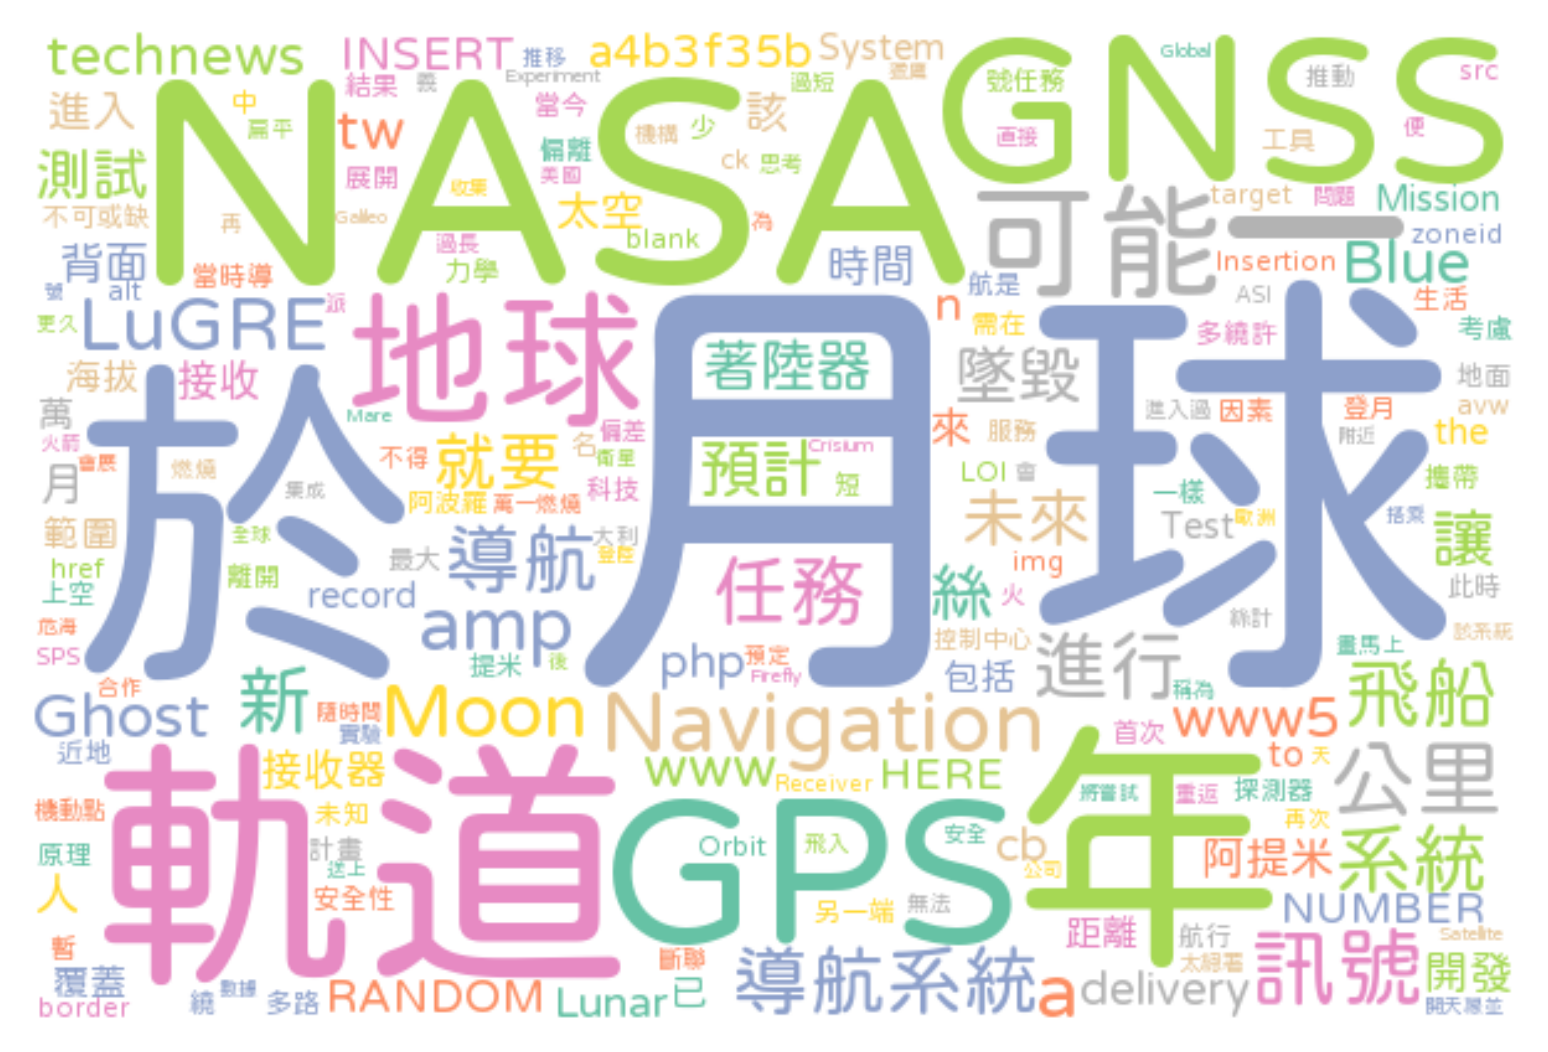 technews
INSERT
推移
a4b3f35b
System
GNSS
Global
src
進入
中
扁平
結果
義
Experiment
當今
過短
該
號任務
推動
NASA
tw
偏離
機構
少
ck
思考
直接
工具
便
測試
展開
美國
收集
太空
為
可能一
target
問題
Mission
不可或缺
再
Galileo
過長
blank
力學
背面
當時導
時間
航是
Insertion
Blue
zoneid
號
alt
派
n
ASI
生活
更久
LuGRE
地球
於月球
著陸器
需在
多繞許
考慮
海拔
接收
墜毀
地面
萬
Mare
偏差
來
服務
進入過
因素
登月
附近
avw
the
火箭
會展
燃燒
不得
就要
名
衛星
Crisium
預計
短
LOI
會
攜帶
月
集成
阿波羅
萬一燃燒
科技
未來
一樣
Test
歐洲
搭乘
讓
範圍
全球
最大
導航
大利
登陸
img
href
上空
離開
record
amp
任務
絲
火
此時
絲計
危海
SPS
提米
後
php
預定
Firefly
控制中心
包括
進行
畫馬上
該系統
合作
新
稱為
飛船
Ghost
隨時間
實驗
Moon
Navigation
首次
www5
近地
接收器
www
Receiver
HERE
to
天
公里
機動點
軌道
未知
GPS
年
將嘗試
重返
探測器
再次
原理
計畫
送上
Orbit
飛入
安全
cb
公司
阿提米
系統
人
安全性
另一端
無法
NUMBER
暫
斷聯
距離
航行
訊號
Satellite
覆蓋
導航系統
a
delivery
開發
border
繞
數據
多路
RANDOM
Lunar
已